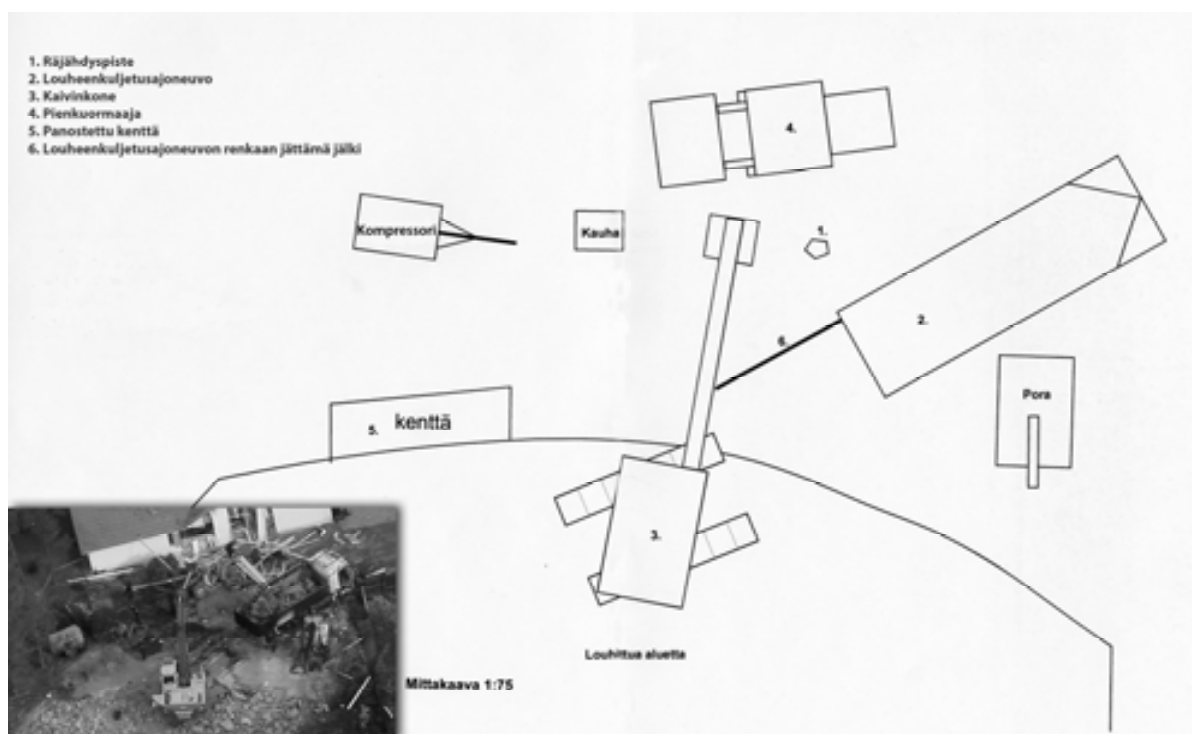 1. Räjähdyspiste
2. Louheenkuljetusajoneuvo
3. Kaivinkone
4. Pienkuormaaja
5. Panostettu kenttä
6. Louheenkuljetusajoneuvon renkaan jättämä jälki
4.
Kompressori
Kauha
1.
2.
6.
Pora
5. kenttä
3.
Louhittua aluetta
Mittakaava 1:75